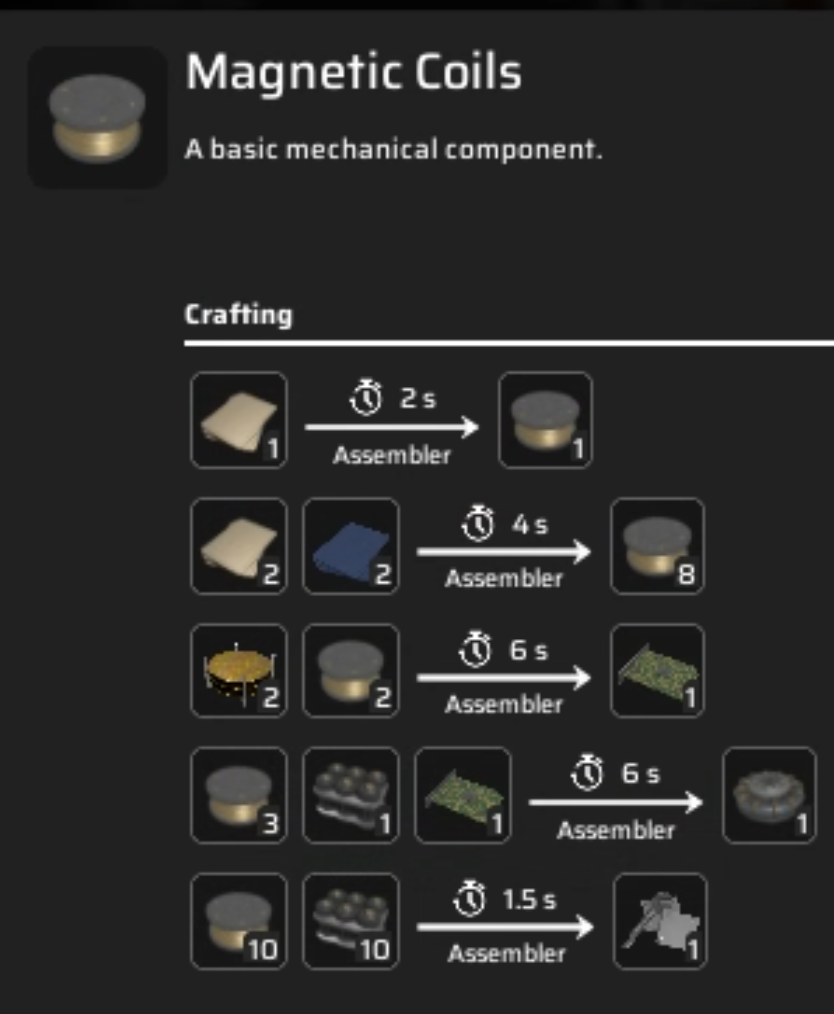 Magnetic Coils
A basic mechanical component.
Crafting
2 s
1 Assembler 1
4 s
2 2 Assembler 8
6 s
2 2 Assembler 1
6 s
3 1 1 Assembler 1
1.5 s
10 10 Assembler 1